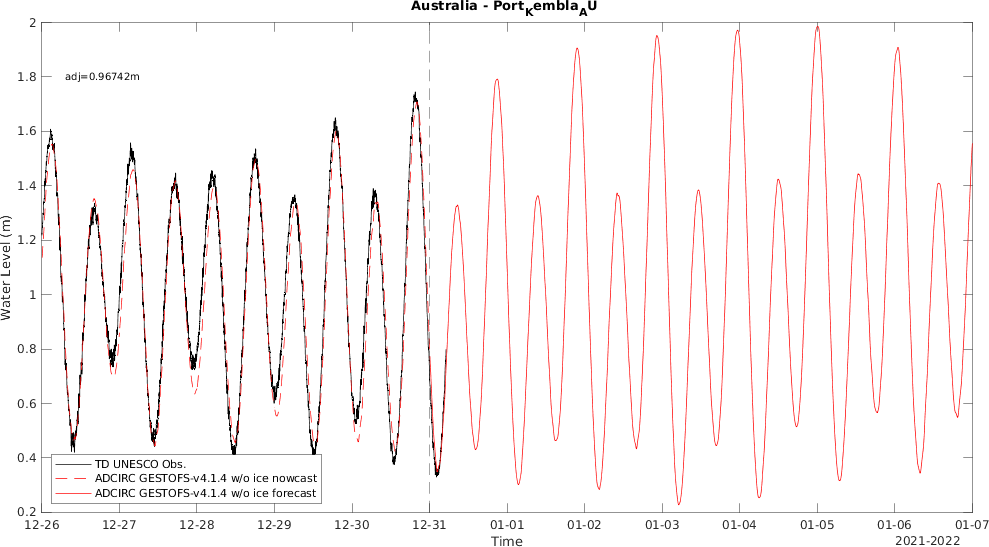 Australia - PortKemblaAU
2
adj=0.96742m
1.8
1.6
1.4
1.2
1
0.8
0.6
0.4
0.2
Water Level (m)
TD UNESCO Obs.
ADCIRC GESTOFS-v4.1.4 w/o ice nowcast
ADCIRC GESTOFS-v4.1.4 w/o ice forecast
12-26 12-27 12-28 12-29 12-30 12-31 01-01 01-02 01-03 01-04 01-05 01-06 01-07
Time
2021-2022